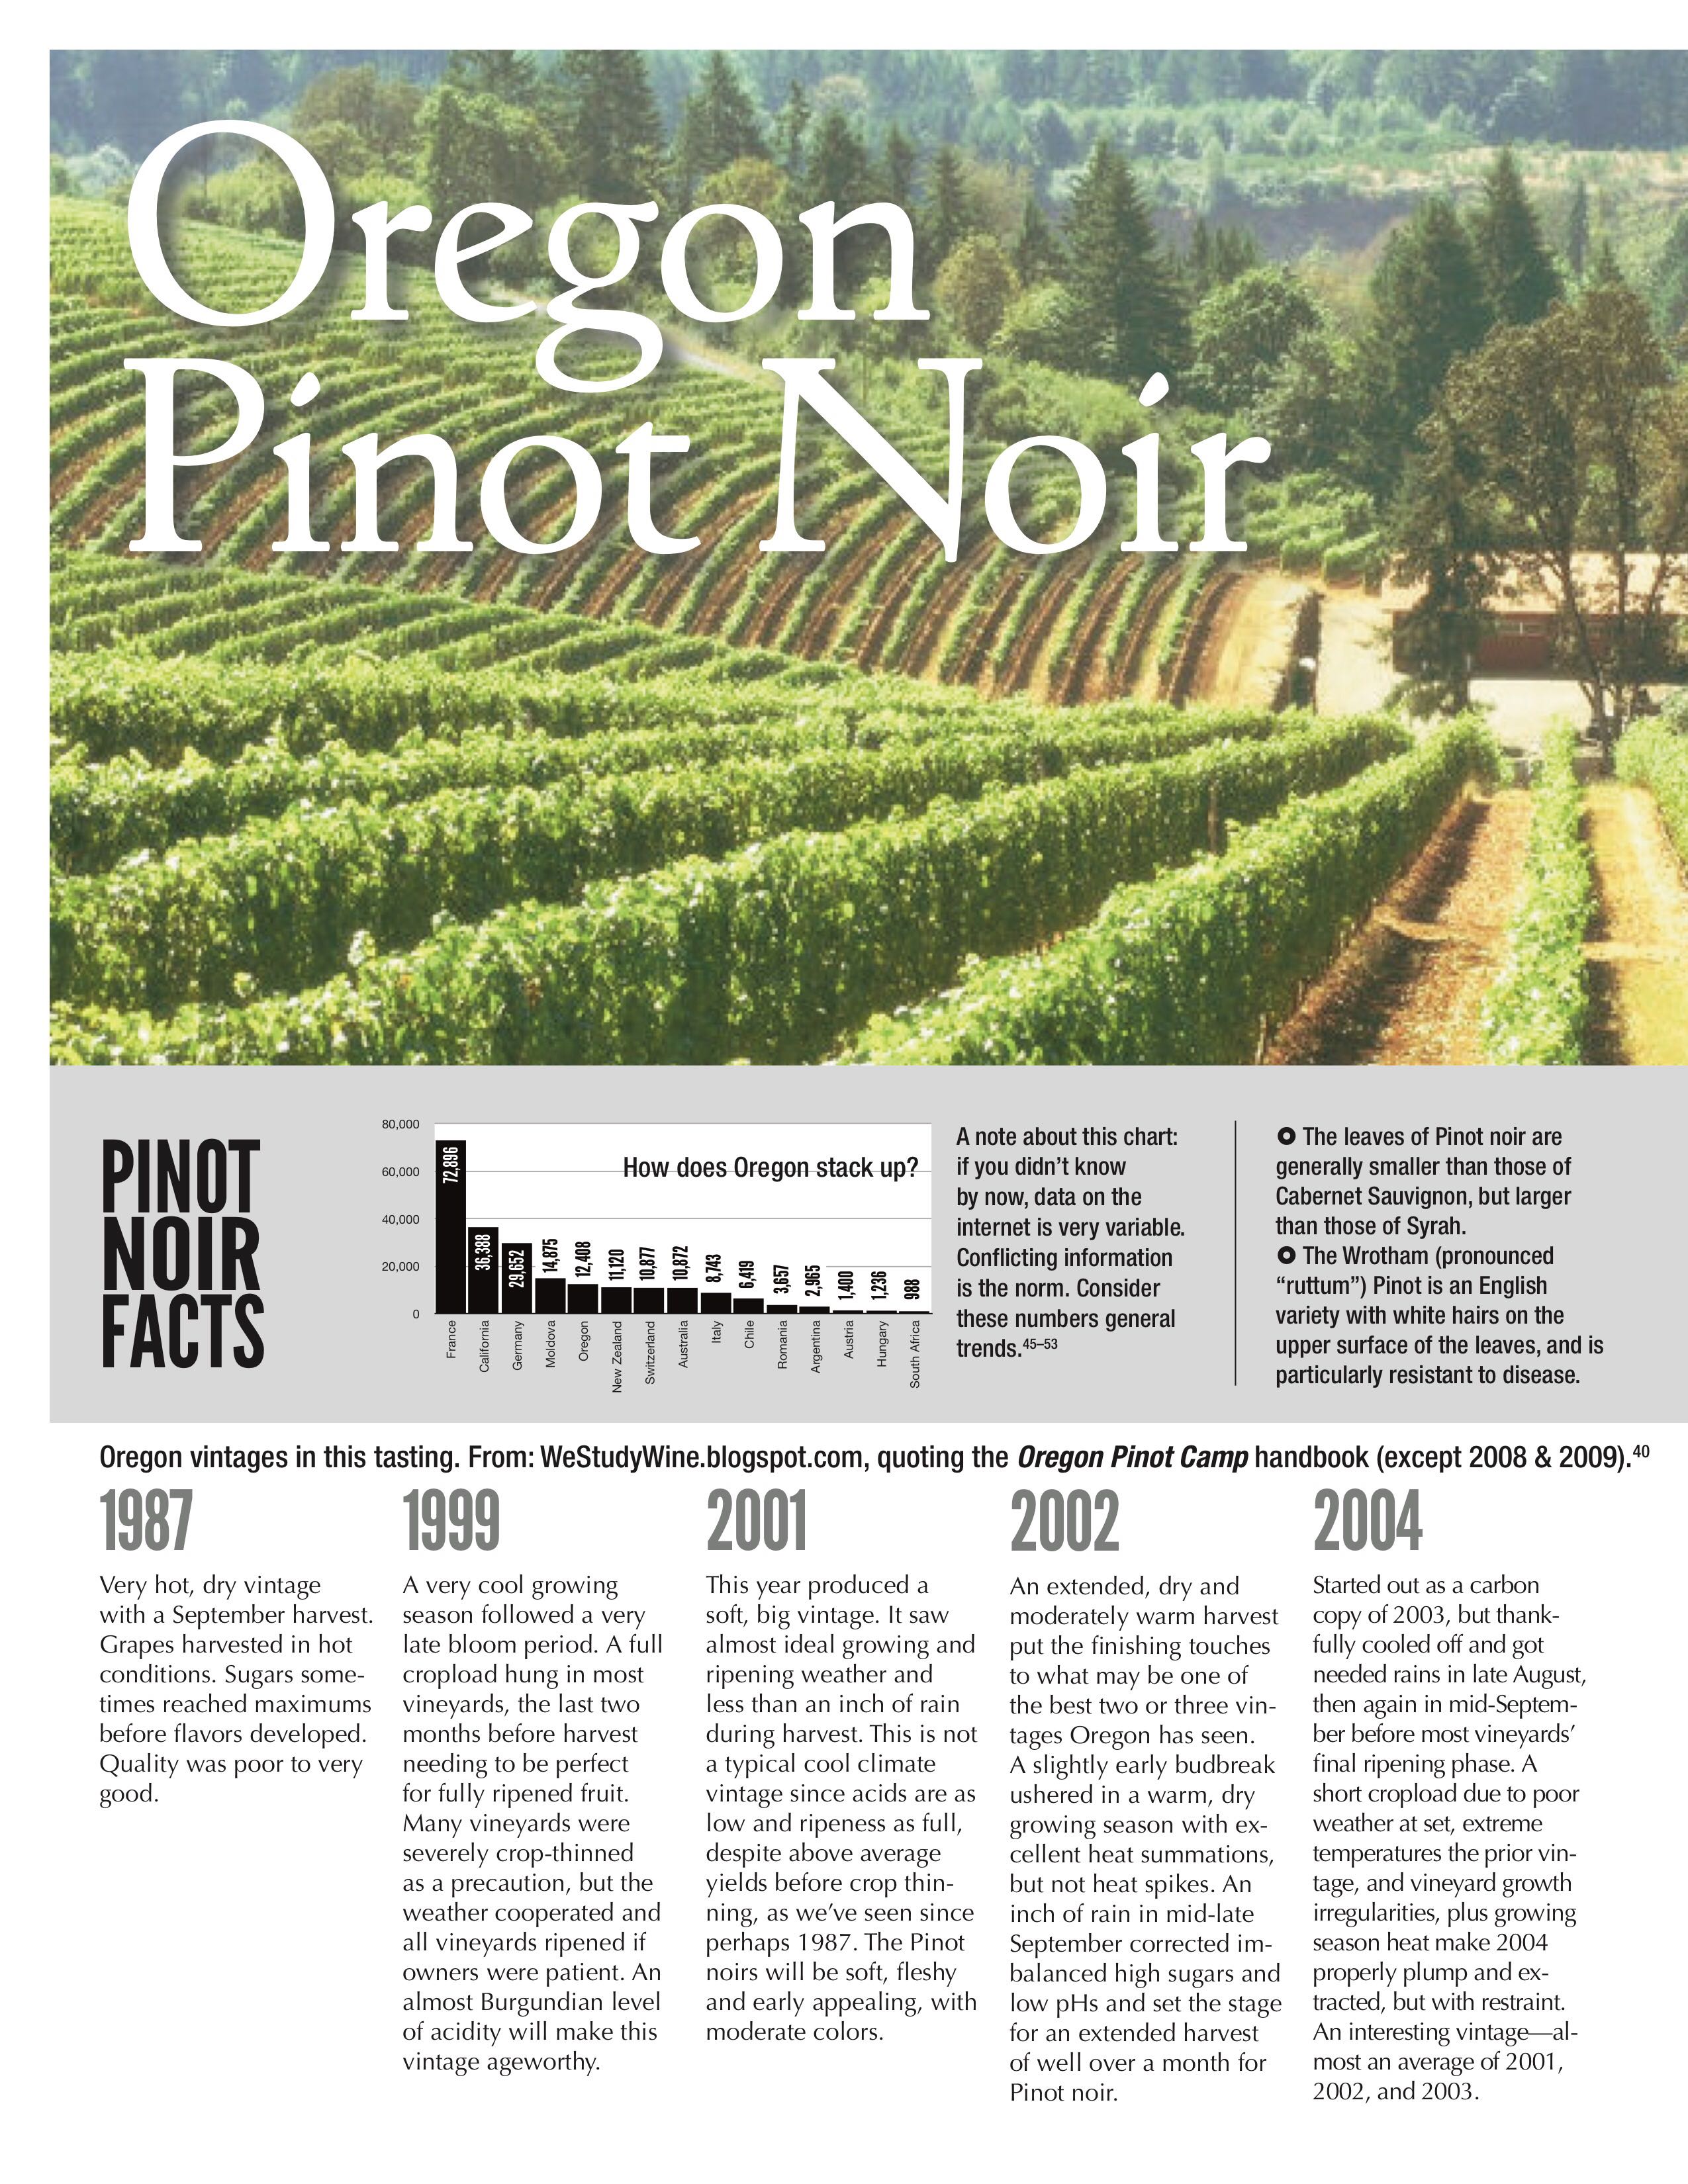 Oregon
Pinot Noir
PINOT
NOIR
FACTS
How does Oregon stack up?
80,000
60,000
40,000
20,000
0
72,896
36,388
29,652
14,875
12,408
11,120
10,877
10,872
8,743
6,419
3,657
2,965
1,400
1,236
988
France
California
Germany
Moldova
Oregon
New Zealand
Switzerland
Australia
Italy
Chile
Romania
Argentina
Austria
Hungary
South Africa
A note about this chart:
if you didn’t know
by now, data on the
internet is very variable.
Conflicting information
is the norm. Consider
these numbers general
trends.45–53
The leaves of Pinot noir are
generally smaller than those of
Cabernet Sauvignon, but larger
than those of Syrah.
The Wrotham (pronounced
“ruttum”) Pinot is an English
variety with white hairs on the
upper surface of the leaves, and is
particularly resistant to disease.
Oregon vintages in this tasting. From: WeStudyWine.blogspot.com, quoting the Oregon Pinot Camp handbook (except 2008 & 2009).40
1987
Very hot, dry vintage
with a September harvest.
Grapes harvested in hot
conditions. Sugars some-
times reached maximums
before flavors developed.
Quality was poor to very
good.
1999
A very cool growing
season followed a very
late bloom period. A full
cropload hung in most
vineyards, the last two
months before harvest
needing to be perfect
for fully ripened fruit.
Many vineyards were
severely crop-thinned
as a precaution, but the
weather cooperated and
all vineyards ripened if
owners were patient. An
almost Burgundian level
of acidity will make this
vintage ageworthy.
2001
This year produced a
soft, big vintage. It saw
almost ideal growing and
ripening weather and
less than an inch of rain
during harvest. This is not
a typical cool climate
vintage since acids are as
low and ripeness as full,
despite above average
yields before crop thin-
ning, as we’ve seen since
perhaps 1987. The Pinot
noirs will be soft, fleshy
and early appealing, with
moderate colors.
2002
An extended, dry and
moderately warm harvest
put the finishing touches
to what may be one of
the best two or three vin-
tages Oregon has seen.
A slightly early budbreak
ushered in a warm, dry
growing season with ex-
cellent heat summations,
but not heat spikes. An
inch of rain in mid-late
September corrected im-
balanced high sugars and
low pHs and set the stage
for an extended harvest
of well over a month for
Pinot noir.
2004
Started out as a carbon
copy of 2003, but thank-
fully cooled off and got
needed rains in late August,
then again in mid-Septem-
ber before most vineyards’
final ripening phase. A
short cropload due to poor
weather at set, extreme
temperatures the prior vin-
tage, and vineyard growth
irregularities, plus growing
season heat make 2004
properly plump and ex-
tracted, but with restraint.
An interesting vintage—al-
most an average of 2001,
2002, and 2003.